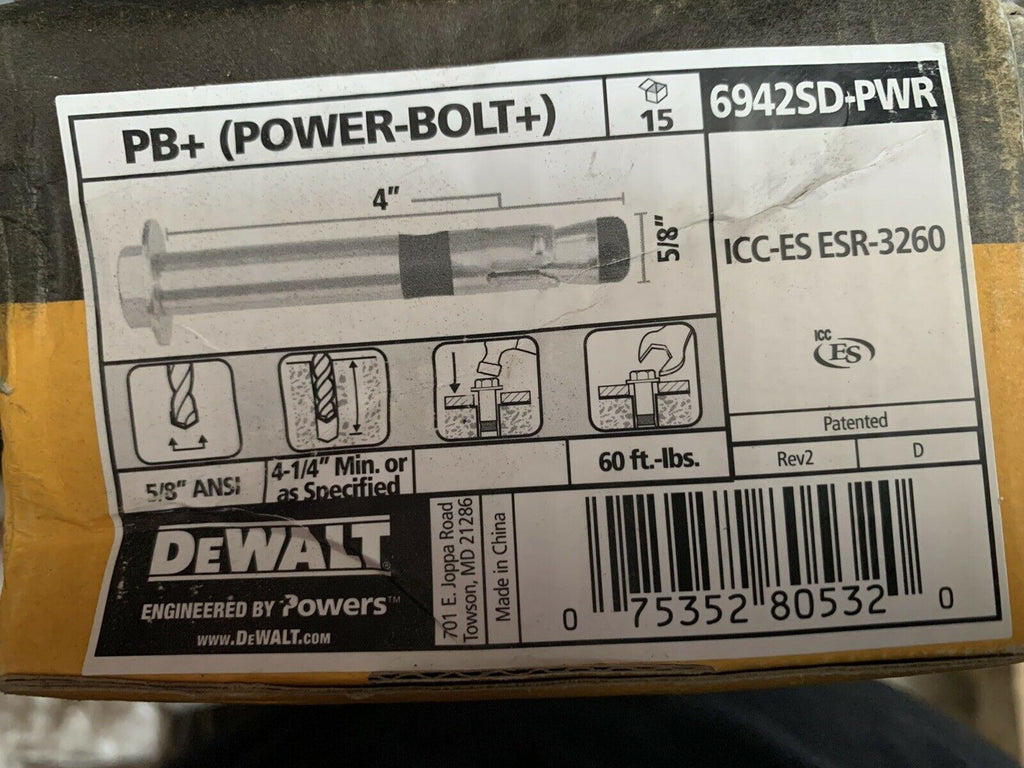 PB+ (POWER-BOLT+)
15
6942SD-PWR
4"
5/8"
ICC-ES ESR-3260
ICC
ES
Patented
Rev2
D
5/8" ANSI
4-1/4" Min. or
as Specified
60 ft.-lbs.
DEWALT
ENGINEERED BY Powers™
www.DEWALT.com
701 E. Joppa Road
Towson, MD 21286
Made in China
0 75352 80532 0